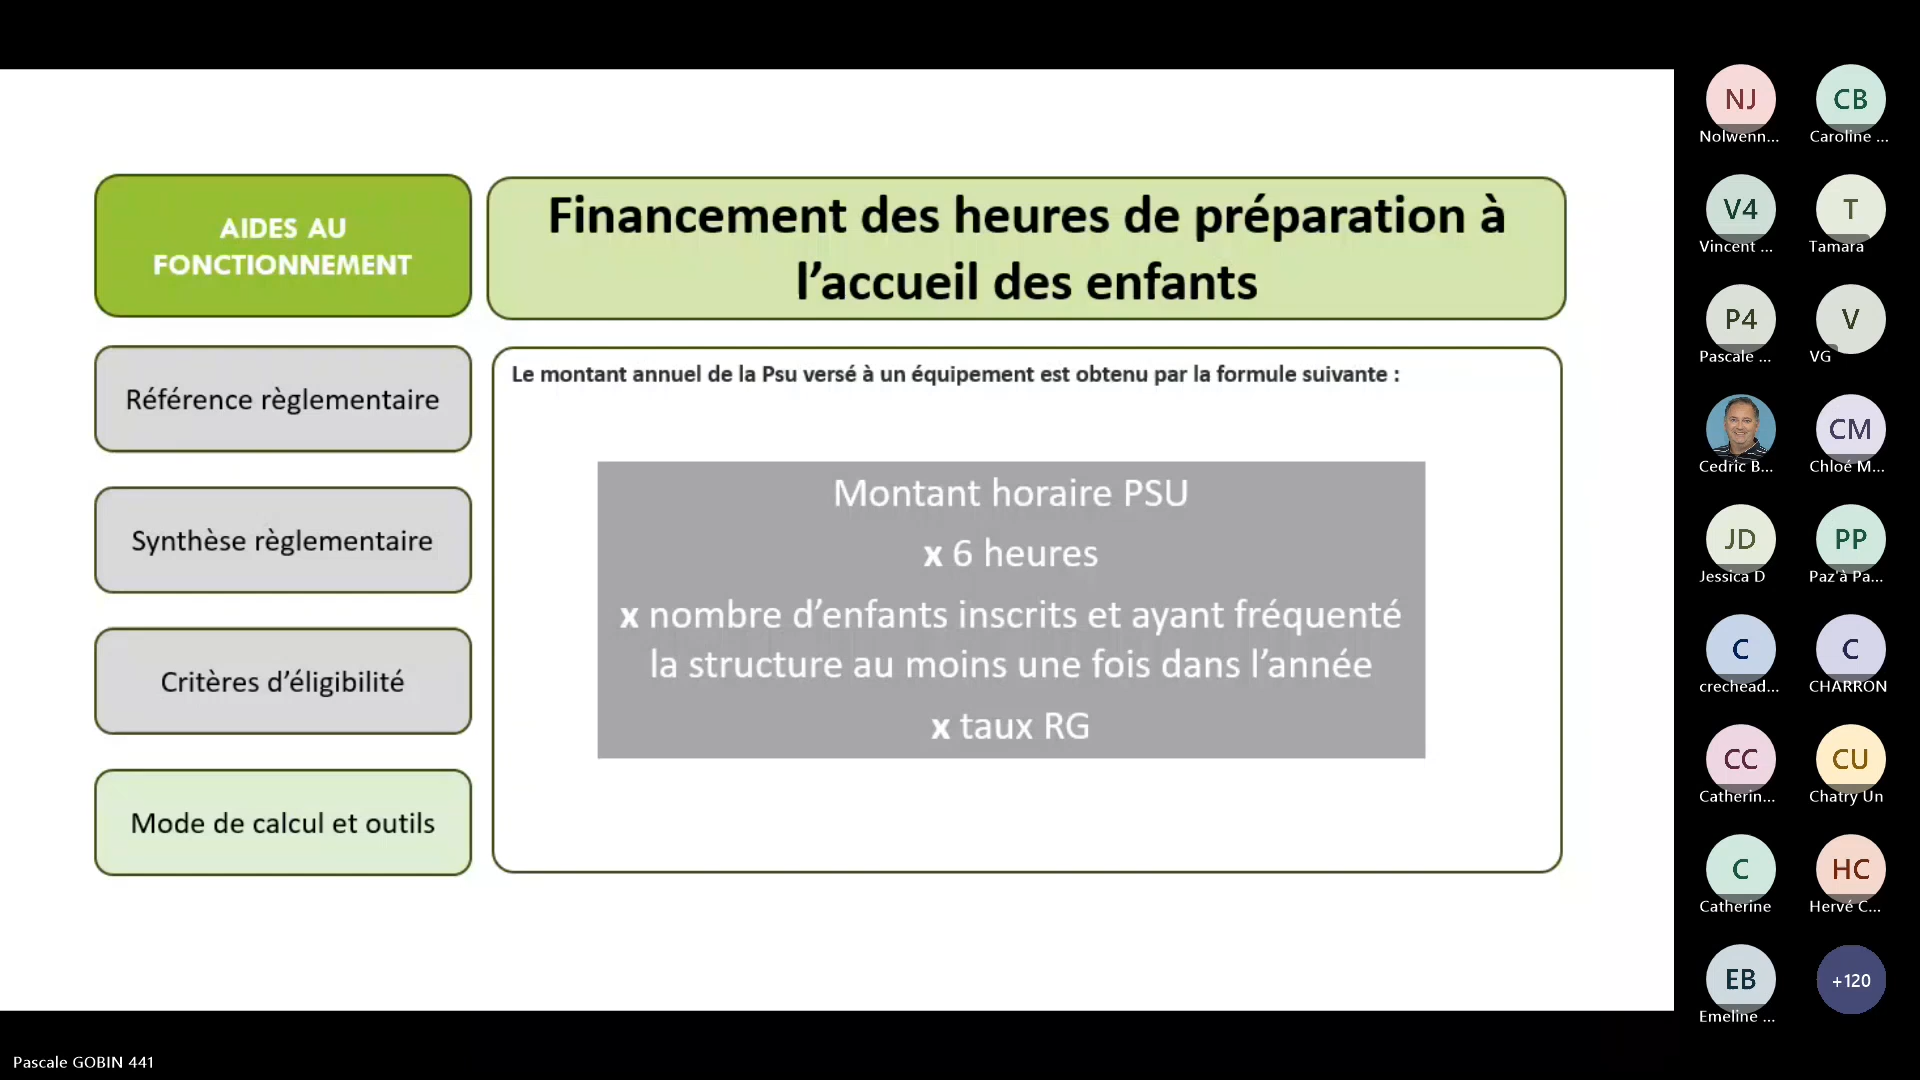 AIDES AU
FONCTIONNEMENT
Financement des heures de préparation à
l’accueil des enfants
Référence règlementaire
Synthèse règlementaire
Critères d’éligibilité
Mode de calcul et outils
Le montant annuel de la Psu versé à un équipement est obtenu par la formule suivante :
Montant horaire PSU
x 6 heures
x nombre d’enfants inscrits et ayant fréquenté
la structure au moins une fois dans l’année
x taux RG
NJ
Nolwenn...
CB
Caroline ...
V4
Vincent ...
T
Tamara
P4
Pascale ...
V
VG
Cedric B...
CM
Chloé M...
JD
Jessica D
PP
Paz'à Pa...
C
crechead...
C
CHARRON
CC
Catherin...
CU
Chatry Un
C
Catherine
HC
Hervé C...
EB
Emeline ...
+120
Pascale GOBIN 441